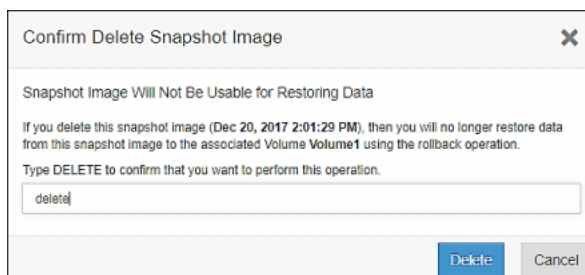 Confirm Delete Snapshot Image
Snapshot Image Will Not Be Usable for Restoring Data
If you delete this snapshot image (Dec 20, 2017 2:01:29 PM), then you will no longer restore data
from this snapshot image to the associated Volume Volume1 using the rollback operation.
Type DELETE to confirm that you want to perform this operation.
delete
Delete Cancel